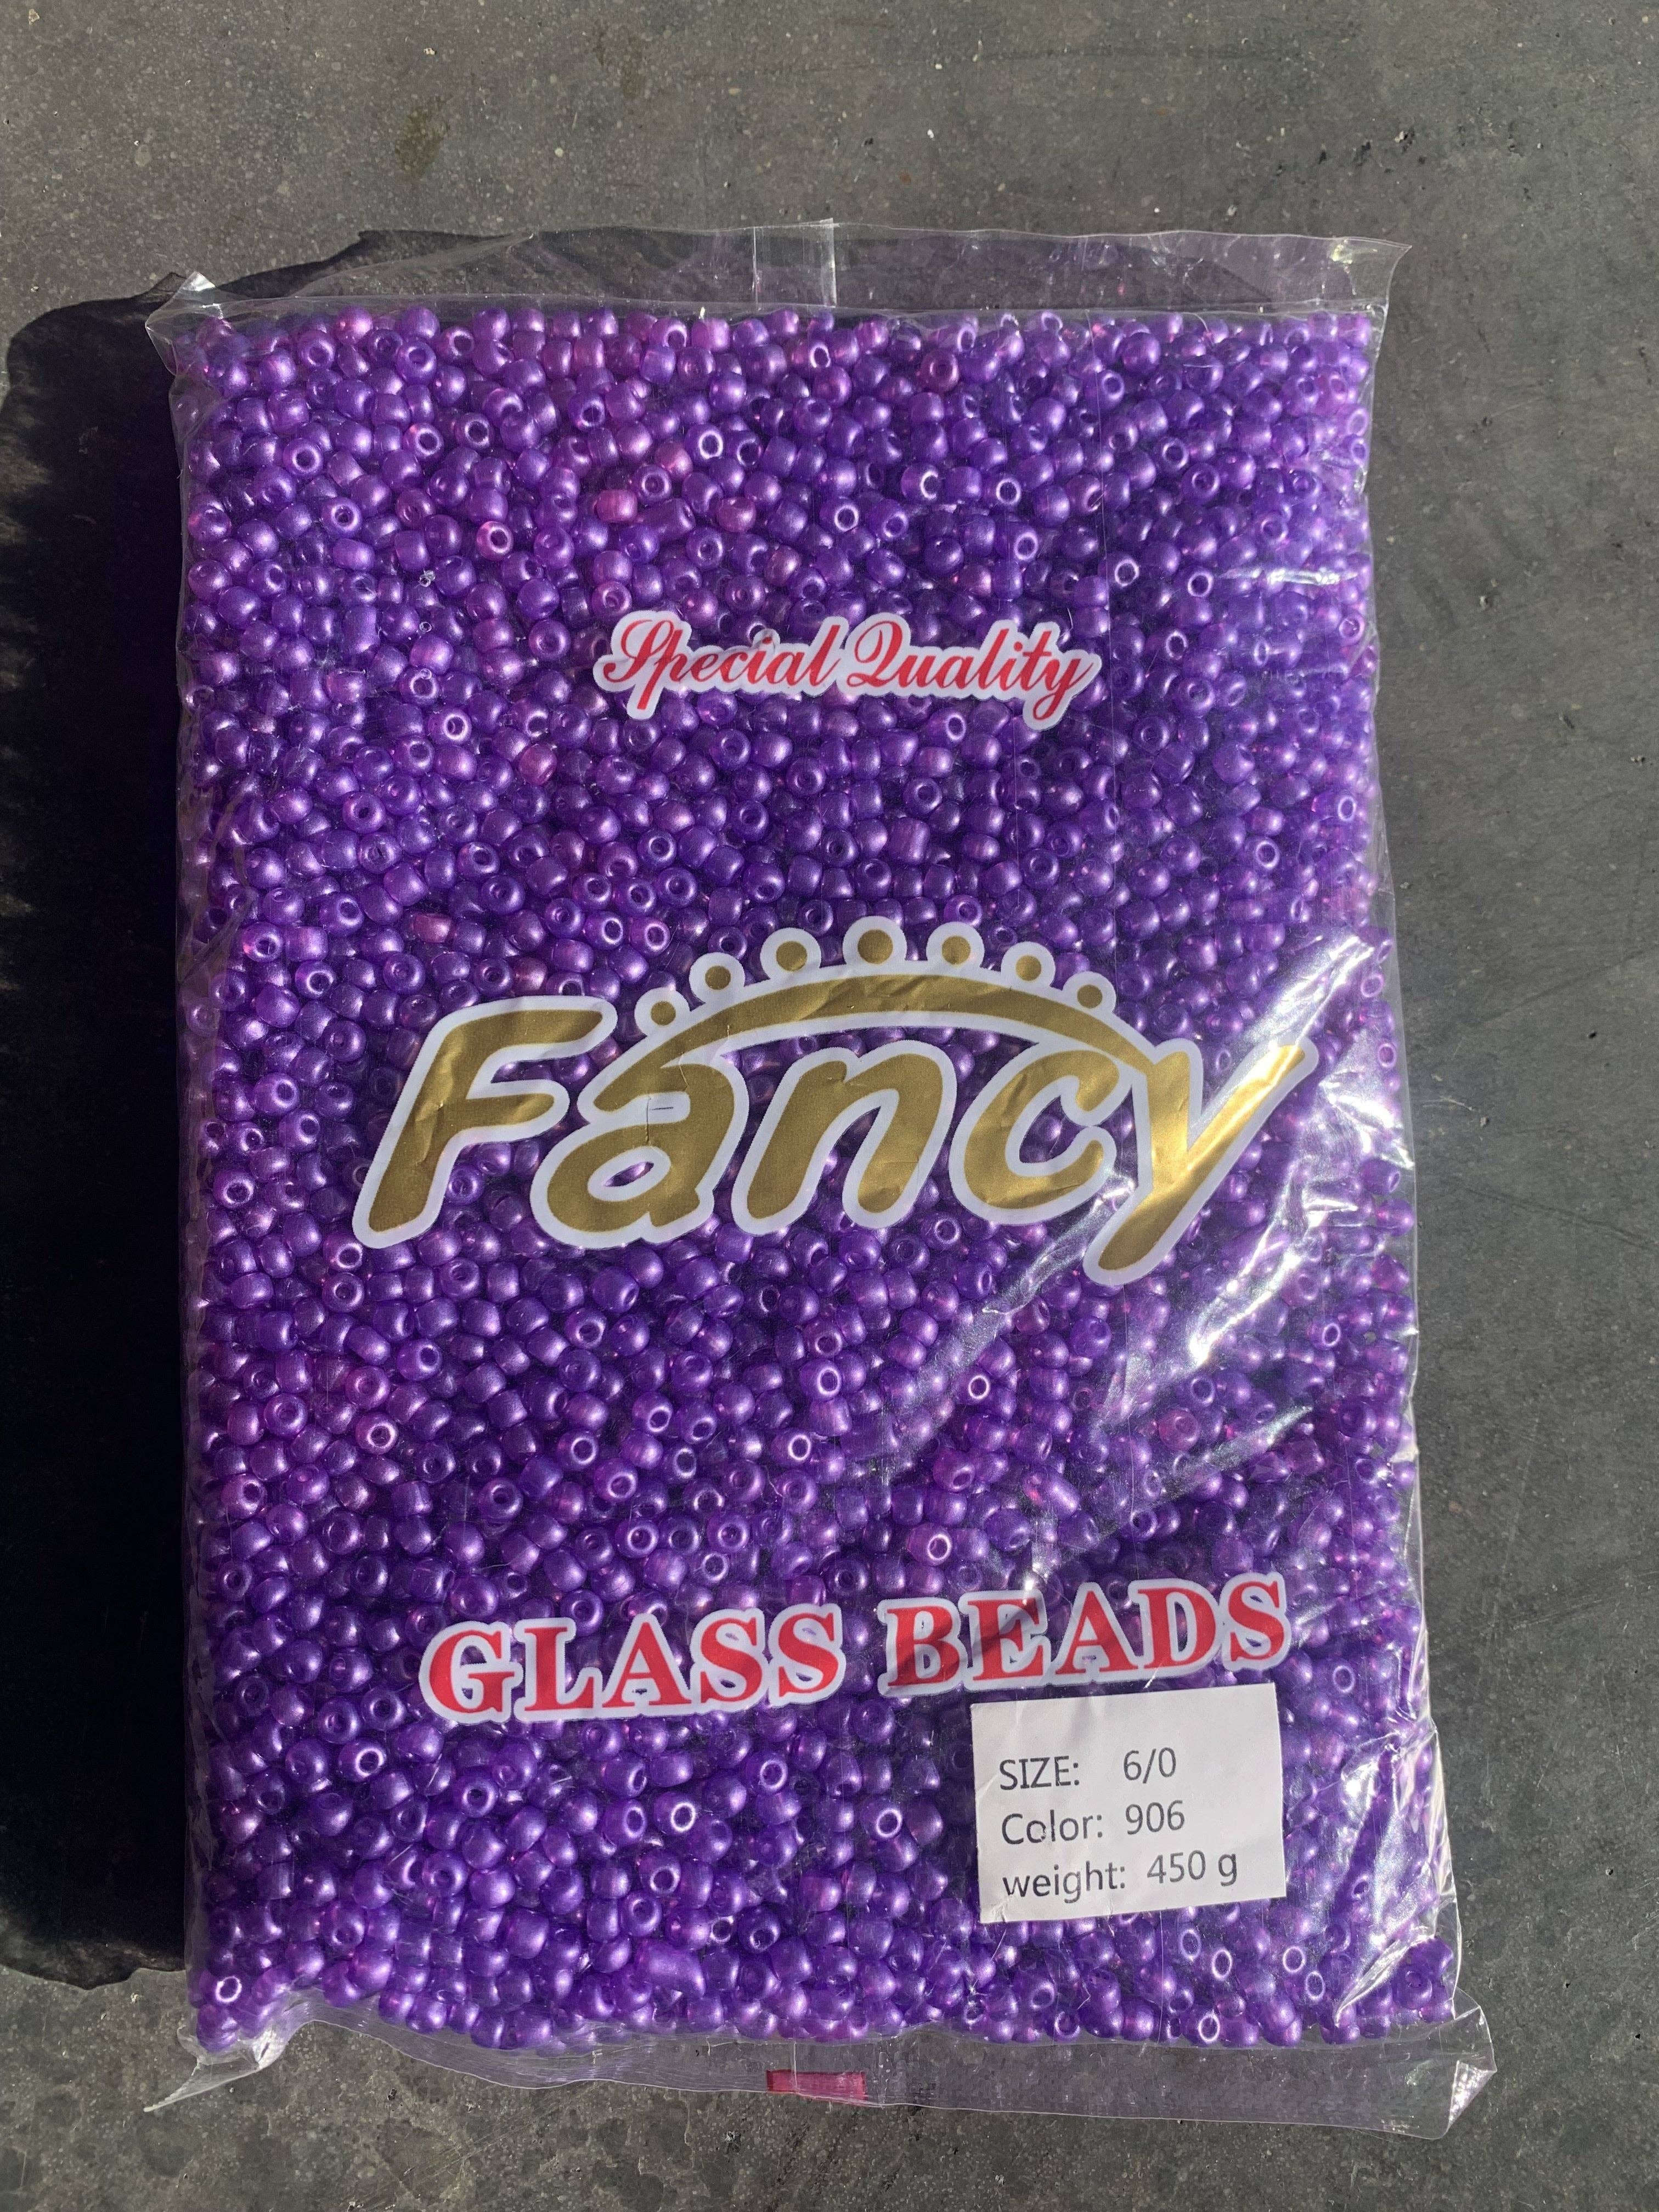 Special Quality
Fancy
GLASS BEADS
SIZE: 6/0
Color: 906
weight: 450 g